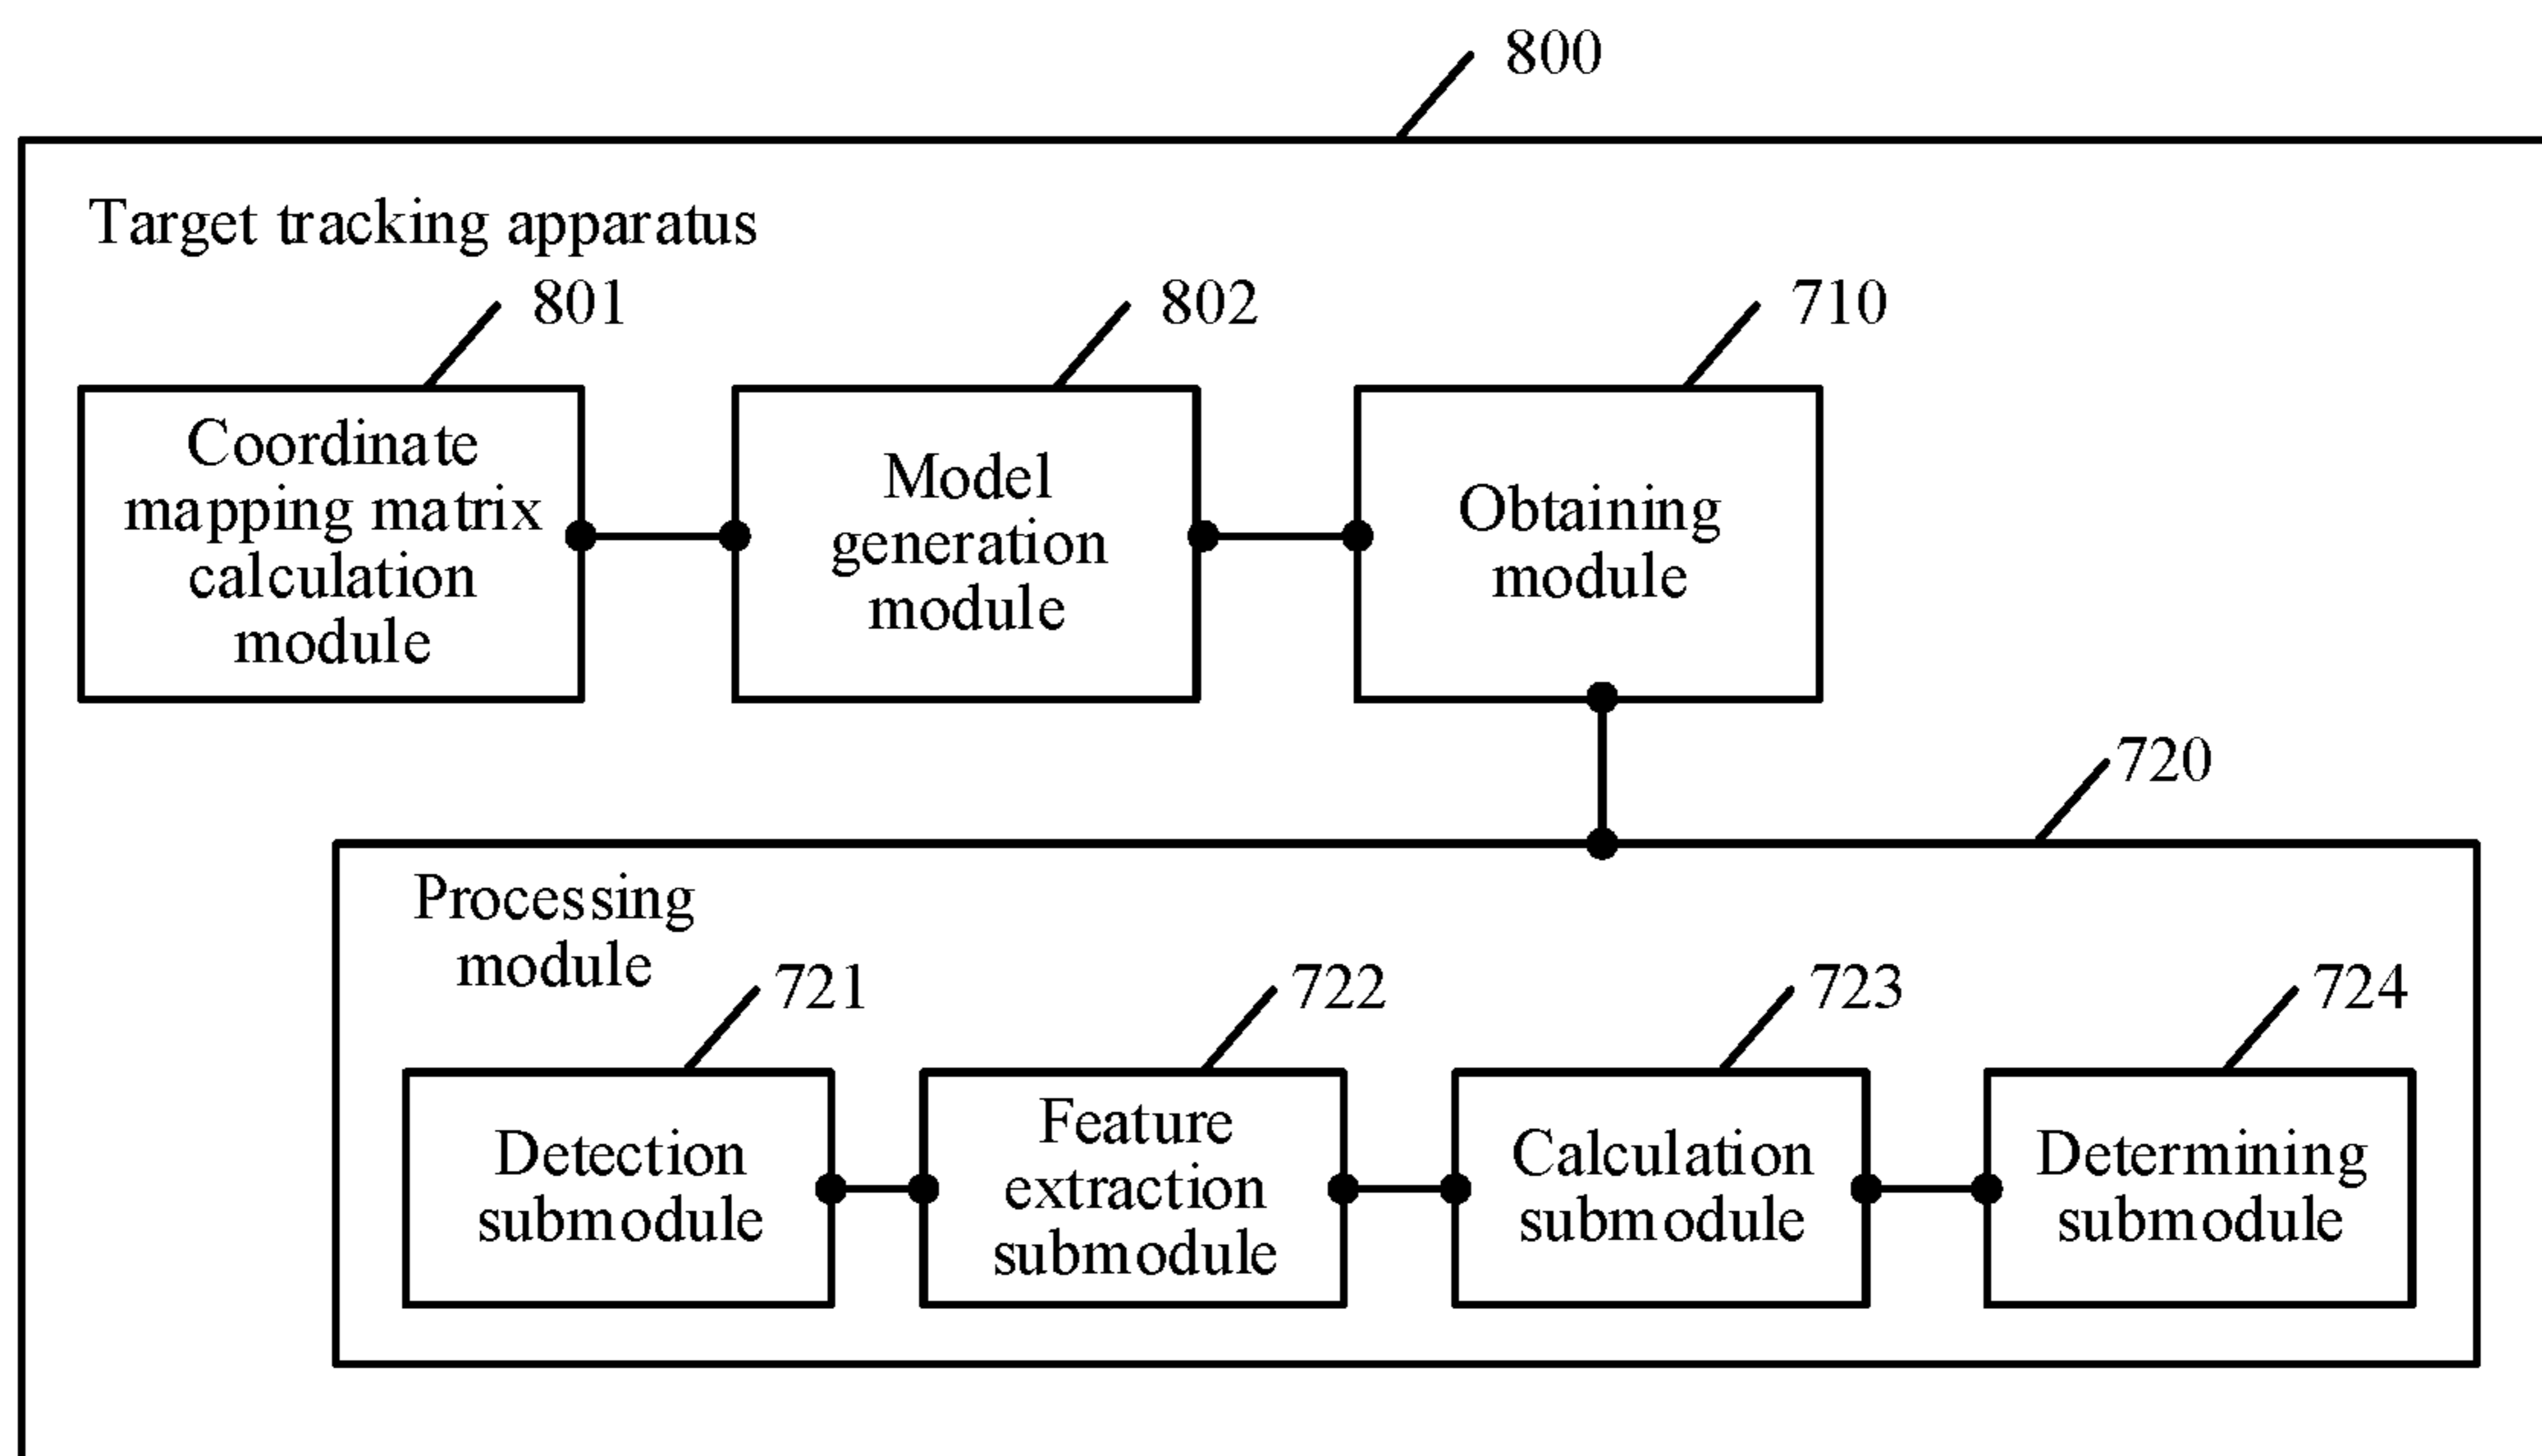 800
Target tracking apparatus
801
802
710
Coordinate
mapping matrix
calculation
module
Model
generation
module
Obtaining
module
720
Processing
module
721
722
723
724
Detection
submodule
Feature
extraction
submodule
Calculation
submodule
Determining
submodule